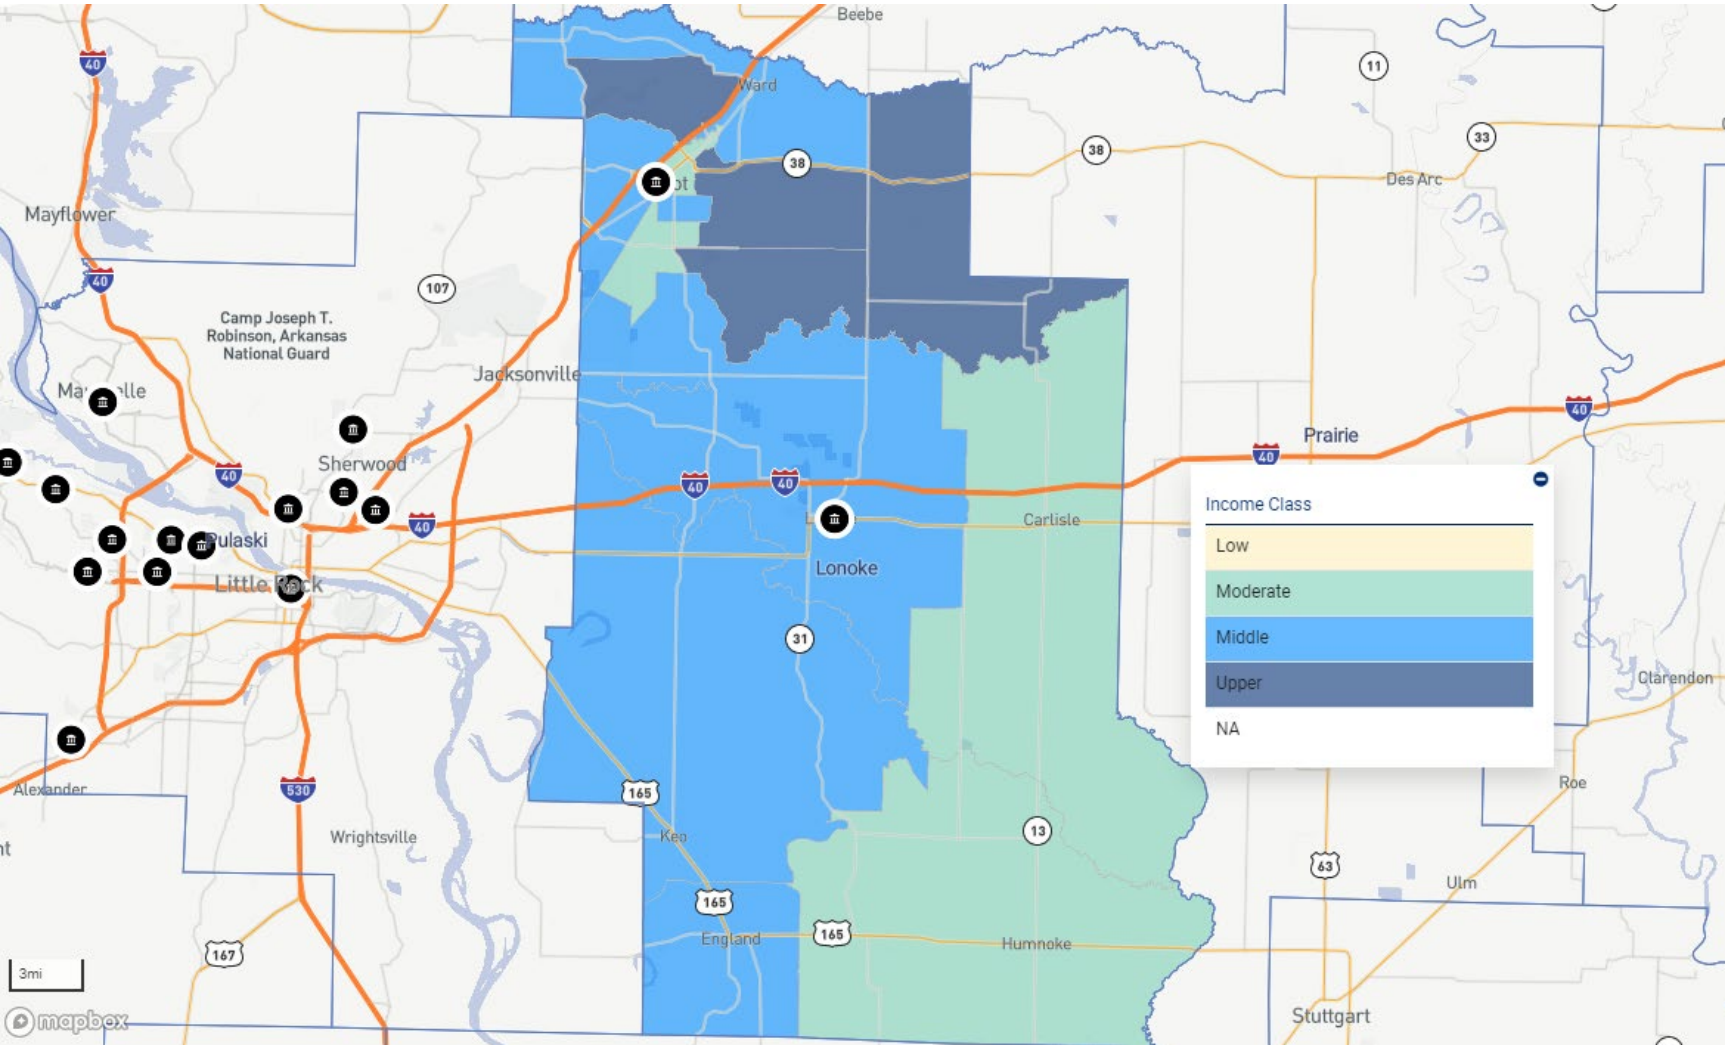 Beebe
40
11
Ward
33
38
38
Des Arc
Mayflower
40
107
Camp Joseph T.
Robinson, Arkansas
National Guard
Jacksonville
40
Prairie
Sherwood
40
40
40
40
Income Class
Low
Moderate
Middle
Upper
NA
Carlisle
Pulaski
Little Rock
Lonoke
31
Clarendon
165
530
Alexander
Roe
Wrightsville
Keo
13
63
Ulm
165
165
England
Humnoke
167
3mi
Stuttgart
mapbox